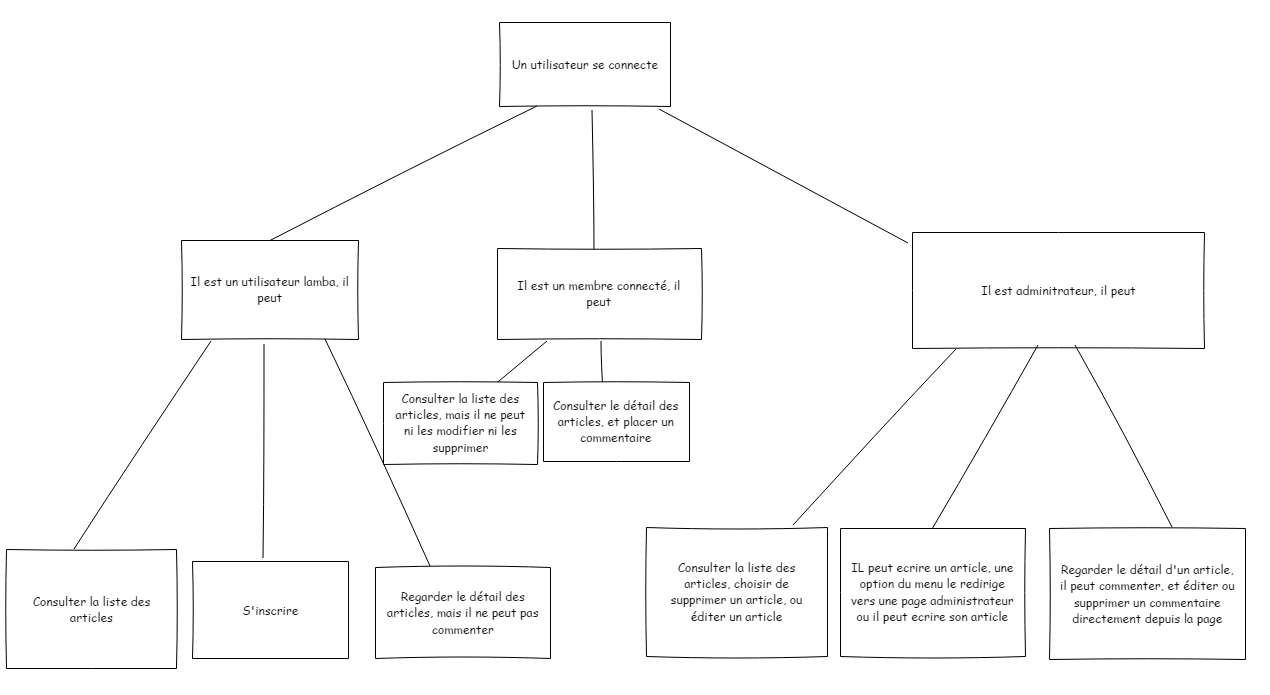 Un utilisateur se connecte
Il est un utilisateur lamba, il
peut
Il est un membre connecté, il
peut
Il est adminitrateur, il peut
Consulter la liste des
articles, mais il ne peut
ni les modifier ni les
supprimer
Consulter le détail des
articles, et placer un
commentaire
Consulter la liste des
articles
S'inscrire
Regarder le détail des
articles, mais il ne peut pas
commenter
Consulter la liste des
articles, choisir de
supprimer un article, ou
éditer un article
IL peut ecrire un article, une
option du menu le redirige
vers une page administrateur
ou il peut ecrire son article
Regarder le détail d'un article,
il peut commenter, et éditer ou
supprimer un commentaire
directement depuis la page